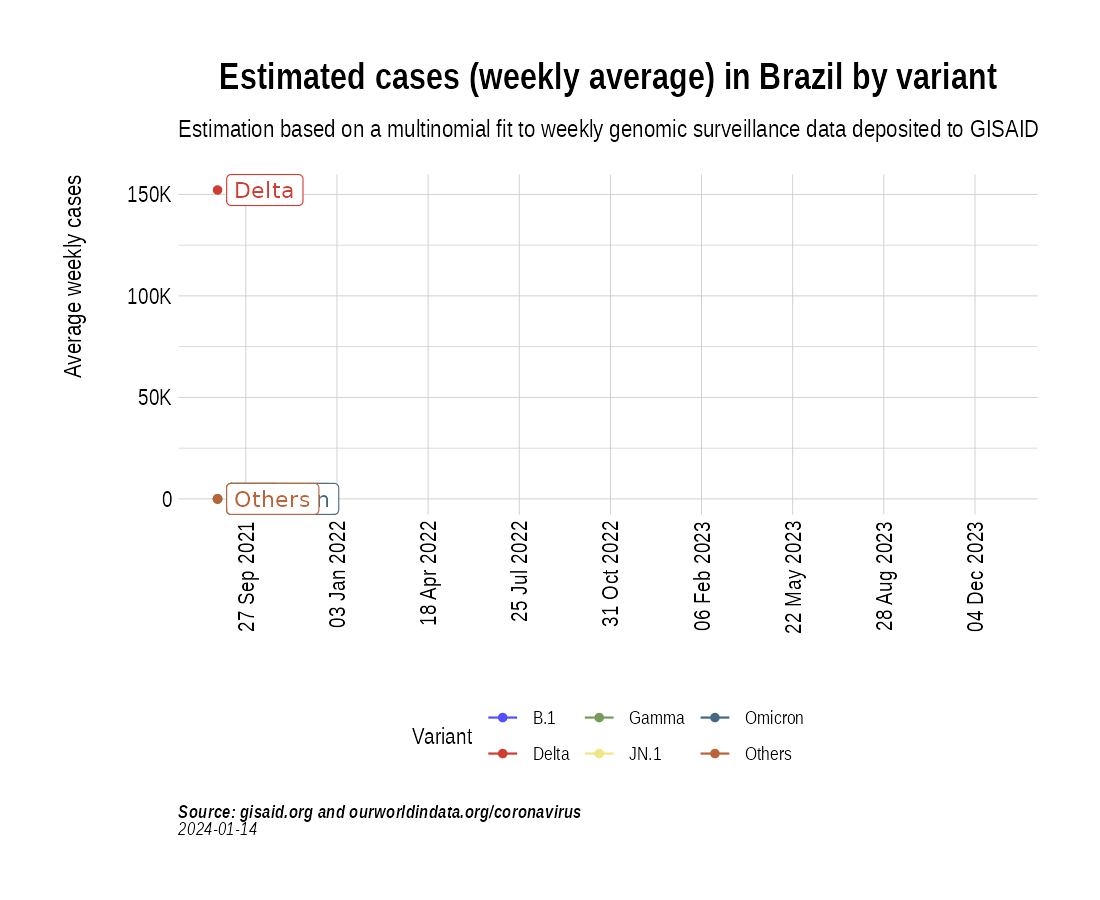 Estimated cases (weekly average) in Brazil by variant
Estimation based on a multinomial fit to weekly genomic surveillance data deposited to GISAID
Average weekly cases
150K
100K
50K
0
Delta
Others
n
27 Sep 2021
03 Jan 2022
18 Apr 2022
25 Jul 2022
31 Oct 2022
06 Feb 2023
22 May 2023
28 Aug 2023
04 Dec 2023
Variant
B.1
Gamma
Omicron
Delta
JN.1
Others
Source: gisaid.org and ourworldindata.org/coronavirus
2024-01-14